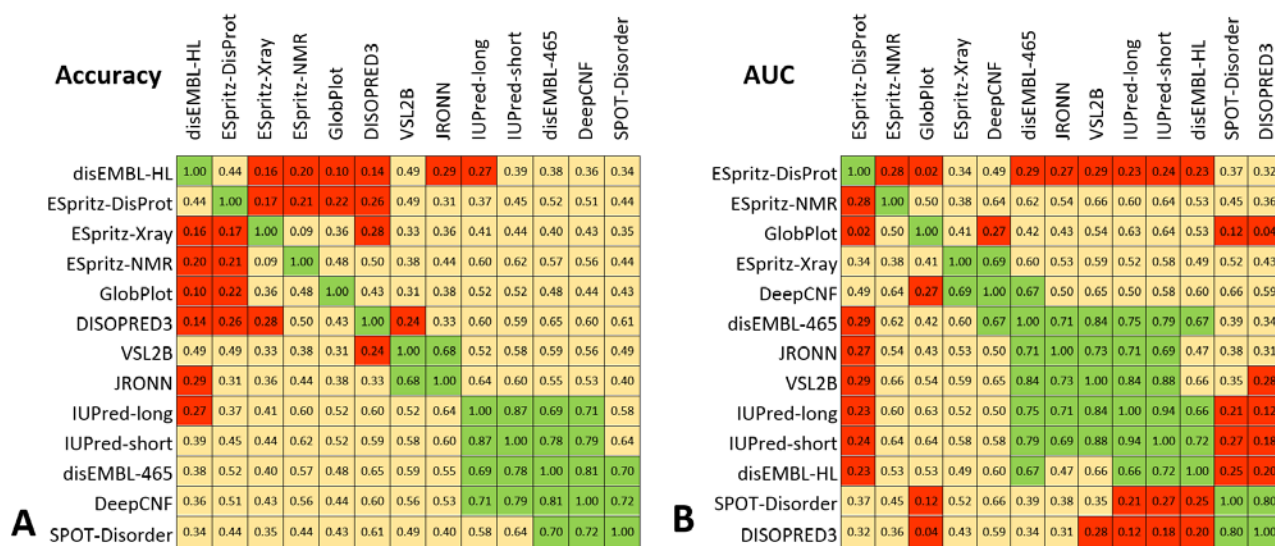 Accuracy
disEMBL-HL ESpritz-DisProt ESpritz-Xray ESpritz-NMR GlobPlot DISOPRED3 VSL2B JRONN IUPred-long IUPred-short disEMBL-465 DeepCNF SPOT-Disorder
disEMBL-HL 1.00 0.44 0.16 0.20 0.10 0.14 0.49 0.29 0.27 0.39 0.38 0.36 0.34
ESpritz-DisProt 0.44 1.00 0.17 0.21 0.22 0.26 0.49 0.31 0.37 0.45 0.52 0.51 0.44
ESpritz-Xray 0.16 0.17 1.00 0.09 0.36 0.28 0.33 0.36 0.41 0.44 0.40 0.43 0.35
ESpritz-NMR 0.20 0.21 0.09 1.00 0.48 0.50 0.38 0.44 0.60 0.62 0.57 0.56 0.44
GlobPlot 0.10 0.22 0.36 0.48 1.00 0.43 0.31 0.38 0.52 0.52 0.48 0.44 0.43
DISOPRED3 0.14 0.26 0.28 0.50 0.43 1.00 0.24 0.33 0.60 0.59 0.65 0.60 0.61
VSL2B 0.49 0.49 0.33 0.38 0.31 0.24 1.00 0.68 0.52 0.58 0.59 0.56 0.49
JRONN 0.29 0.31 0.36 0.44 0.38 0.33 0.68 1.00 0.64 0.60 0.55 0.53 0.40
IUPred-long 0.27 0.37 0.41 0.60 0.52 0.60 0.52 0.64 1.00 0.87 0.69 0.71 0.58
IUPred-short 0.39 0.45 0.44 0.62 0.52 0.59 0.58 0.60 0.87 1.00 0.78 0.79 0.64
disEMBL-465 0.38 0.52 0.40 0.57 0.48 0.65 0.59 0.55 0.69 0.78 1.00 0.81 0.70
DeepCNF 0.36 0.51 0.43 0.56 0.44 0.60 0.56 0.53 0.71 0.79 0.81 1.00 0.72
SPOT-Disorder 0.34 0.44 0.35 0.44 0.43 0.61 0.49 0.40 0.58 0.64 0.70 0.72 1.00
A
AUC
ESpritz-DisProt ESpritz-NMR GlobPlot ESpritz-Xray DeepCNF disEMBL-465 JRONN VSL2B IUPred-long IUPred-short disEMBL-HL SPOT-Disorder DISOPRED3
ESpritz-DisProt 1.00 0.28 0.02 0.34 0.49 0.29 0.27 0.29 0.23 0.24 0.23 0.37 0.32
ESpritz-NMR 0.28 1.00 0.50 0.38 0.64 0.62 0.54 0.66 0.60 0.64 0.53 0.45 0.36
GlobPlot 0.02 0.50 1.00 0.41 0.27 0.42 0.43 0.54 0.63 0.64 0.53 0.12 0.04
ESpritz-Xray 0.34 0.38 0.41 1.00 0.69 0.60 0.53 0.59 0.52 0.58 0.49 0.52 0.43
DeepCNF 0.49 0.64 0.27 0.69 1.00 0.67 0.50 0.65 0.50 0.58 0.60 0.66 0.59
disEMBL-465 0.29 0.62 0.42 0.60 0.67 1.00 0.71 0.84 0.75 0.79 0.67 0.39 0.34
JRONN 0.27 0.54 0.43 0.53 0.50 0.71 1.00 0.73 0.71 0.69 0.47 0.38 0.31
VSL2B 0.29 0.66 0.54 0.59 0.65 0.84 0.73 1.00 0.84 0.88 0.66 0.35 0.28
IUPred-long 0.23 0.60 0.63 0.52 0.50 0.75 0.71 0.84 1.00 0.94 0.66 0.21 0.12
IUPred-short 0.24 0.64 0.64 0.58 0.58 0.79 0.69 0.88 0.94 1.00 0.72 0.27 0.18
disEMBL-HL 0.23 0.53 0.53 0.49 0.60 0.67 0.47 0.66 0.66 0.72 1.00 0.25 0.20
SPOT-Disorder 0.37 0.45 0.12 0.52 0.66 0.39 0.38 0.35 0.21 0.27 0.25 1.00 0.80
DISOPRED3 0.32 0.36 0.04 0.43 0.59 0.34 0.31 0.28 0.12 0.18 0.20 0.80 1.00
B